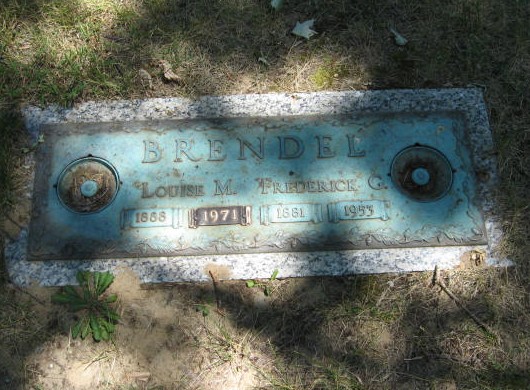 BRENDEL
LOUISE M. FREDERICK G.
1888 1971 1881 1953